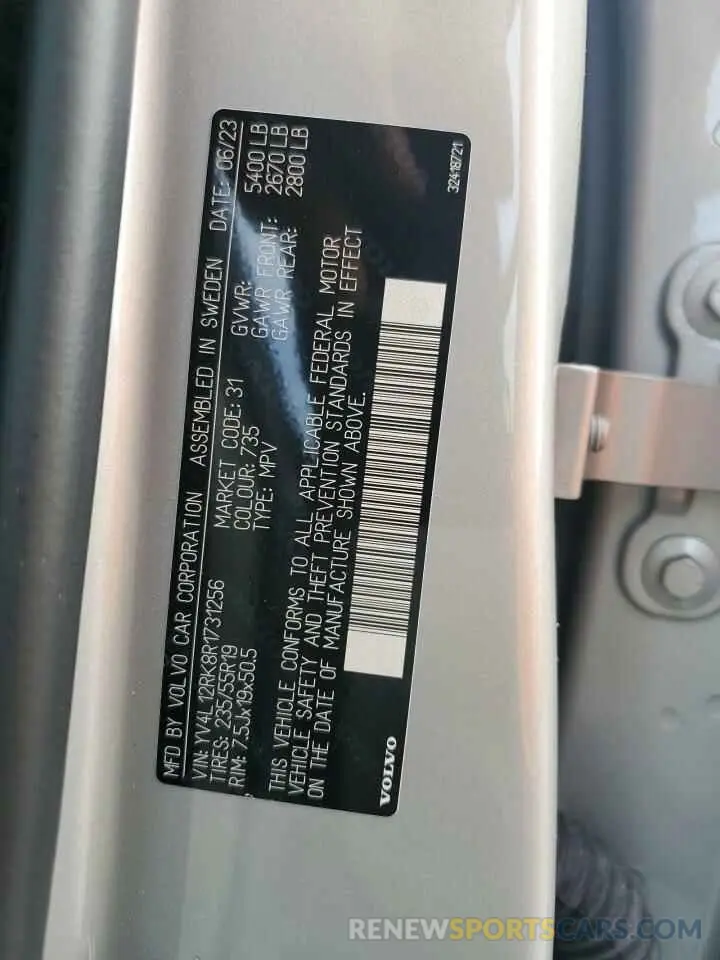 MFD BY VOLVO CAR CORPORATION ASSEMBLED IN SWEDEN DATE: 06/23
VIN: YV4L12RK8R1731256
TIRES: 235/55R19 MARKET CODE: 31 GVWR: 5400 LB
RIM: 7.5Jx19x50.5 COLOUR: 735 GAWR FRONT: 2670 LB
TYPE: MPV GAWR REAR: 2800 LB
THIS VEHICLE CONFORMS TO ALL APPLICABLE FEDERAL MOTOR
VEHICLE SAFETY AND THEFT PREVENTION STANDARDS IN EFFECT
ON THE DATE OF MANUFACTURE SHOWN ABOVE.
VOLVO
32418721
RENEWSPORTSCARS.COM